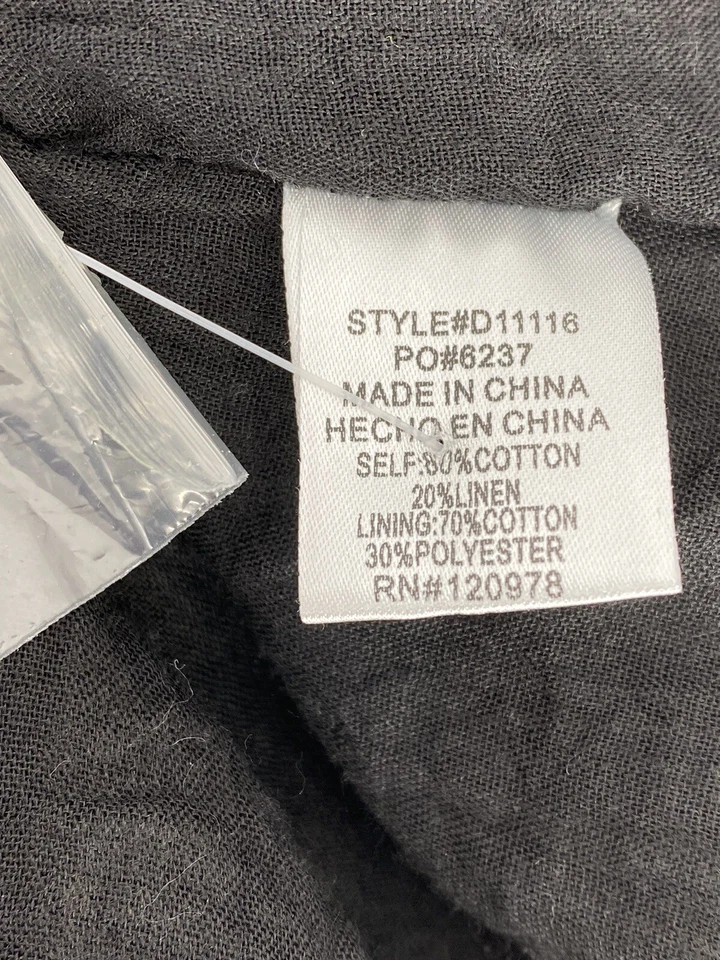 STYLE#D11116
PO#6237
MADE IN CHINA
HECHO EN CHINA
SELF:80%COTTON
20%LINEN
LINING:70%COTTON
30%POLYESTER
RN#120978